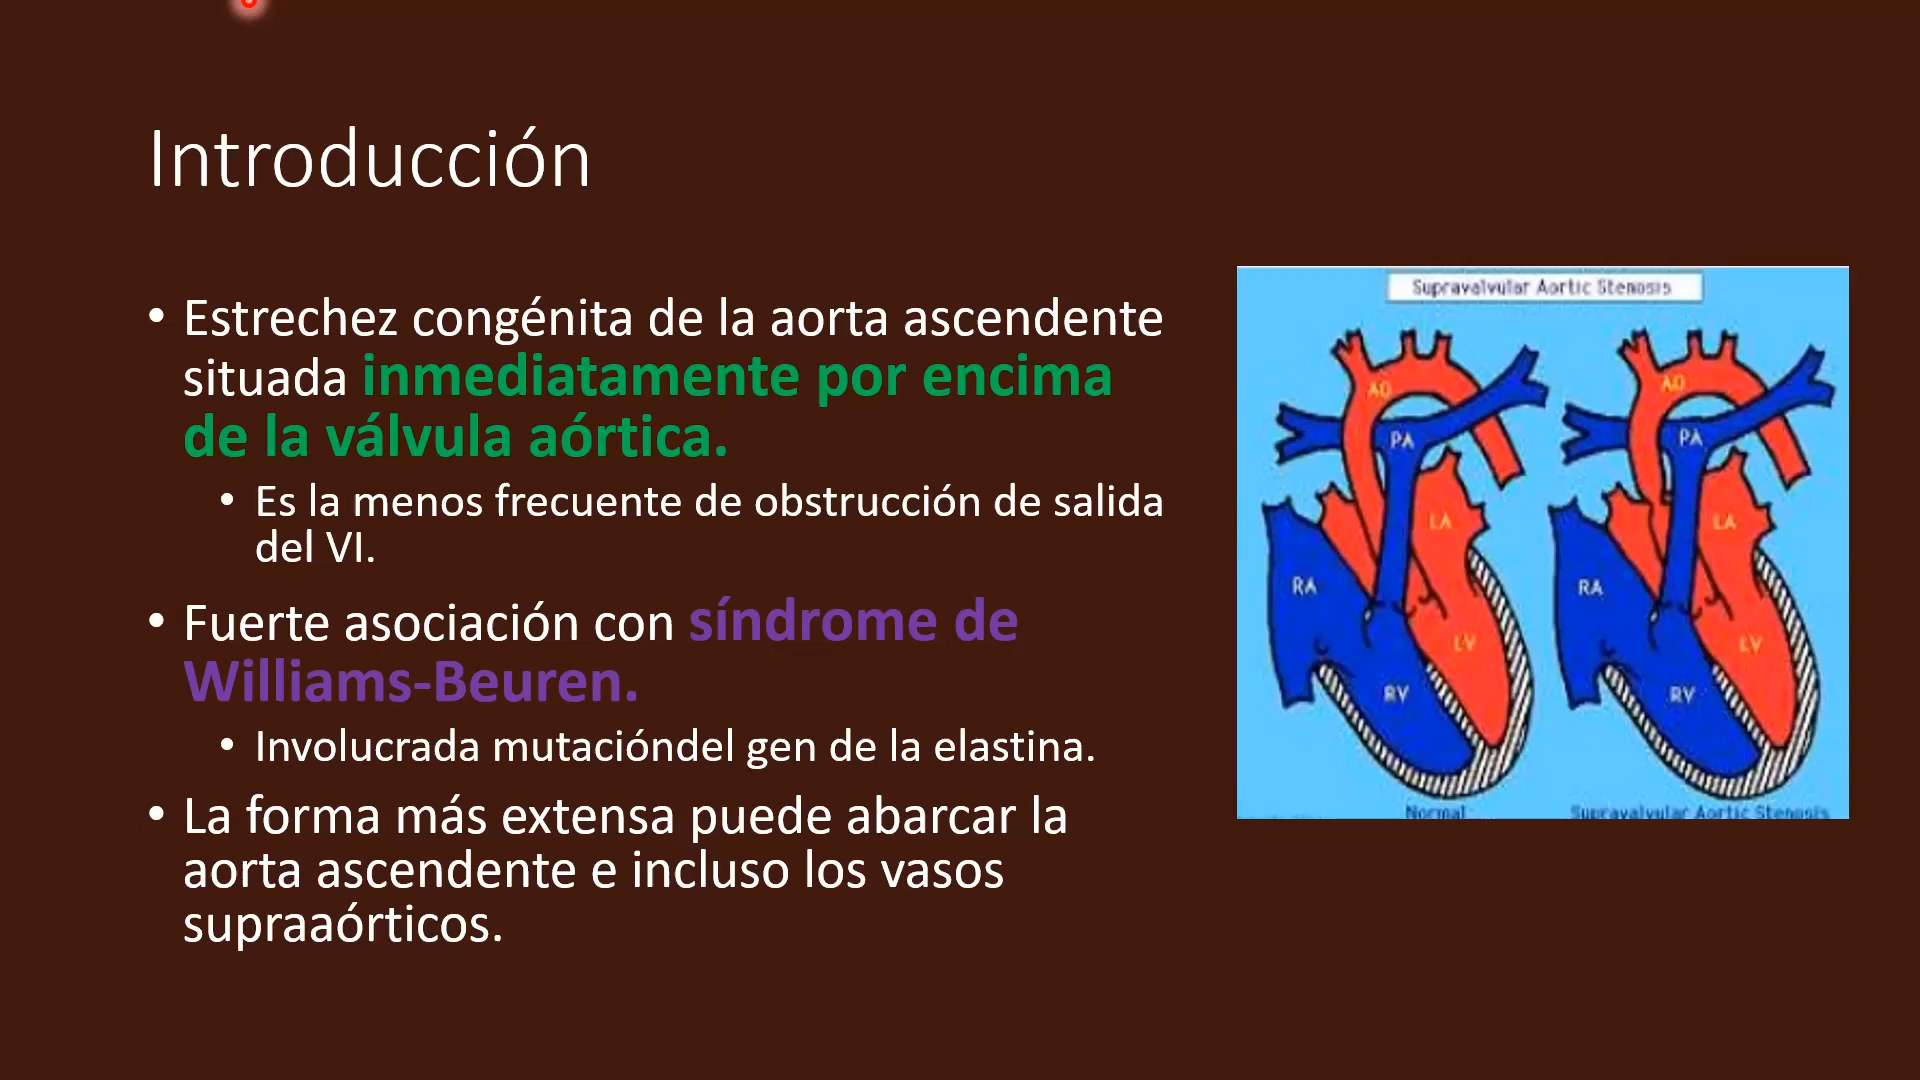 Introducción
• Estrechez congénita de la aorta ascendente
situada inmediatamente por encima
de la válvula aórtica.
• Es la menos frecuente de obstrucción de salida
del VI.
• Fuerte asociación con síndrome de
Williams-Beuren.
• Involucrada mutacióndel gen de la elastina.
• La forma más extensa puede abarcar la
aorta ascendente e incluso los vasos
supraaórticos.
Supravalvular Aortic Stenosis
AO
PA
LA
RA
LV
RV
Normal
AO
PA
LA
RA
LV
RV
Supravalvular Aortic Stenosis